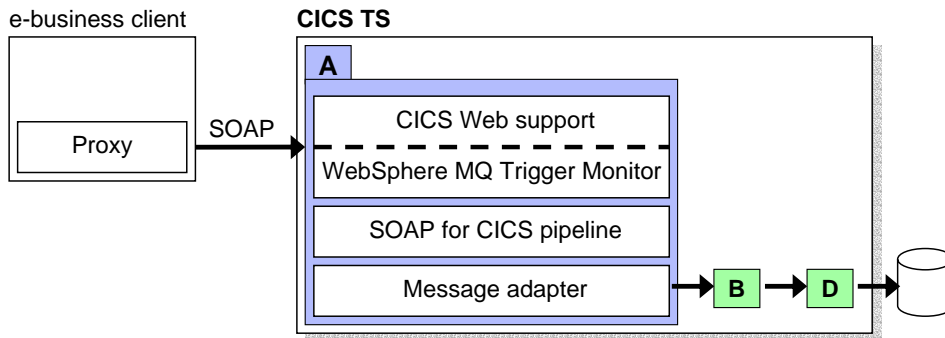 e-business client
CICS TS
A
CICS Web support
Proxy
SOAP
WebSphere MQ Trigger Monitor
SOAP for CICS pipeline
Message adapter
B
D